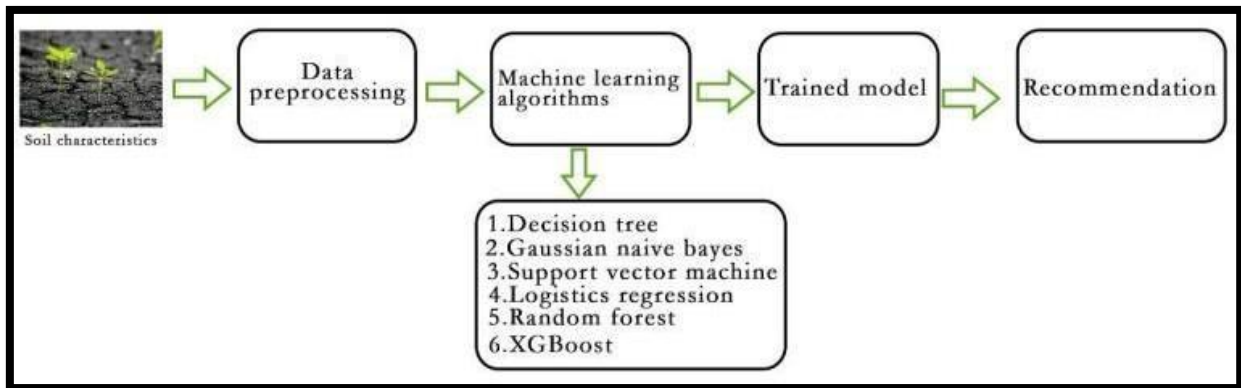 Soil characteristics
Data
preprocessing
Machine learning
algorithms
Trained model
Recommendation
1.Decision tree
2.Gaussian naive bayes
3.Support vector machine
4.Logistics regression
5.Random forest
6.XGBoost